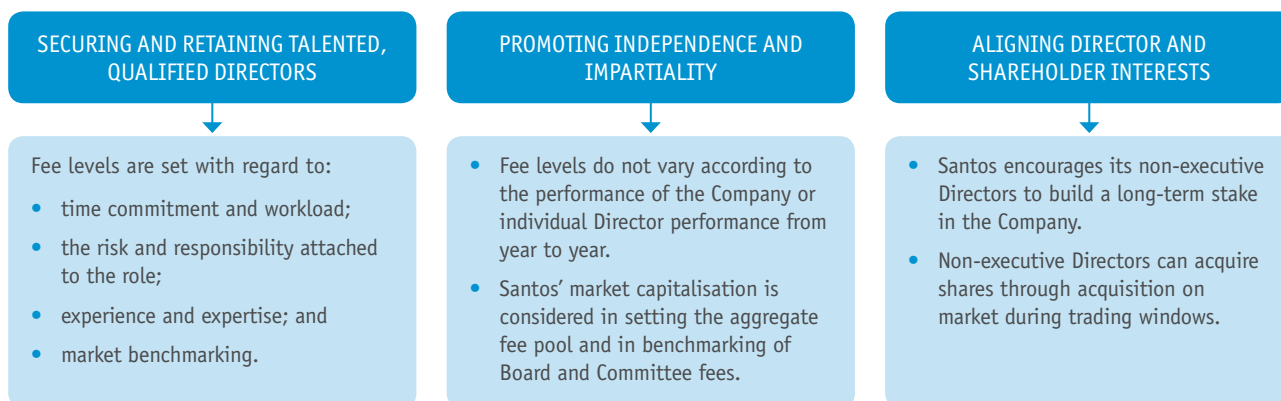 SECURING AND RETAINING TALENTED,
QUALIFIED DIRECTORS
Fee levels are set with regard to:
• time commitment and workload;
• the risk and responsibility attached
to the role;
• experience and expertise; and
• market benchmarking.
PROMOTING INDEPENDENCE AND
IMPARTIALITY
• Fee levels do not vary according to
the performance of the Company or
individual Director performance from
year to year.
• Santos’ market capitalisation is
considered in setting the aggregate
fee pool and in benchmarking of
Board and Committee fees.
ALIGNING DIRECTOR AND
SHAREHOLDER INTERESTS
• Santos encourages its non-executive
Directors to build a long-term stake
in the Company.
• Non-executive Directors can acquire
shares through acquisition on
market during trading windows.